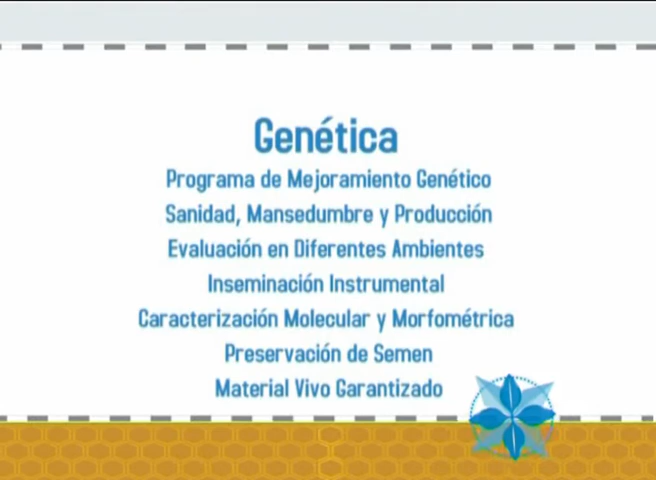 Genética
Programa de Mejoramiento Genético
Sanidad, Mansedumbre y Producción
Evaluación en Diferentes Ambientes
Inseminación Instrumental
Caracterización Molecular y Morfométrica
Preservación de Semen
Material Vivo Garantizado